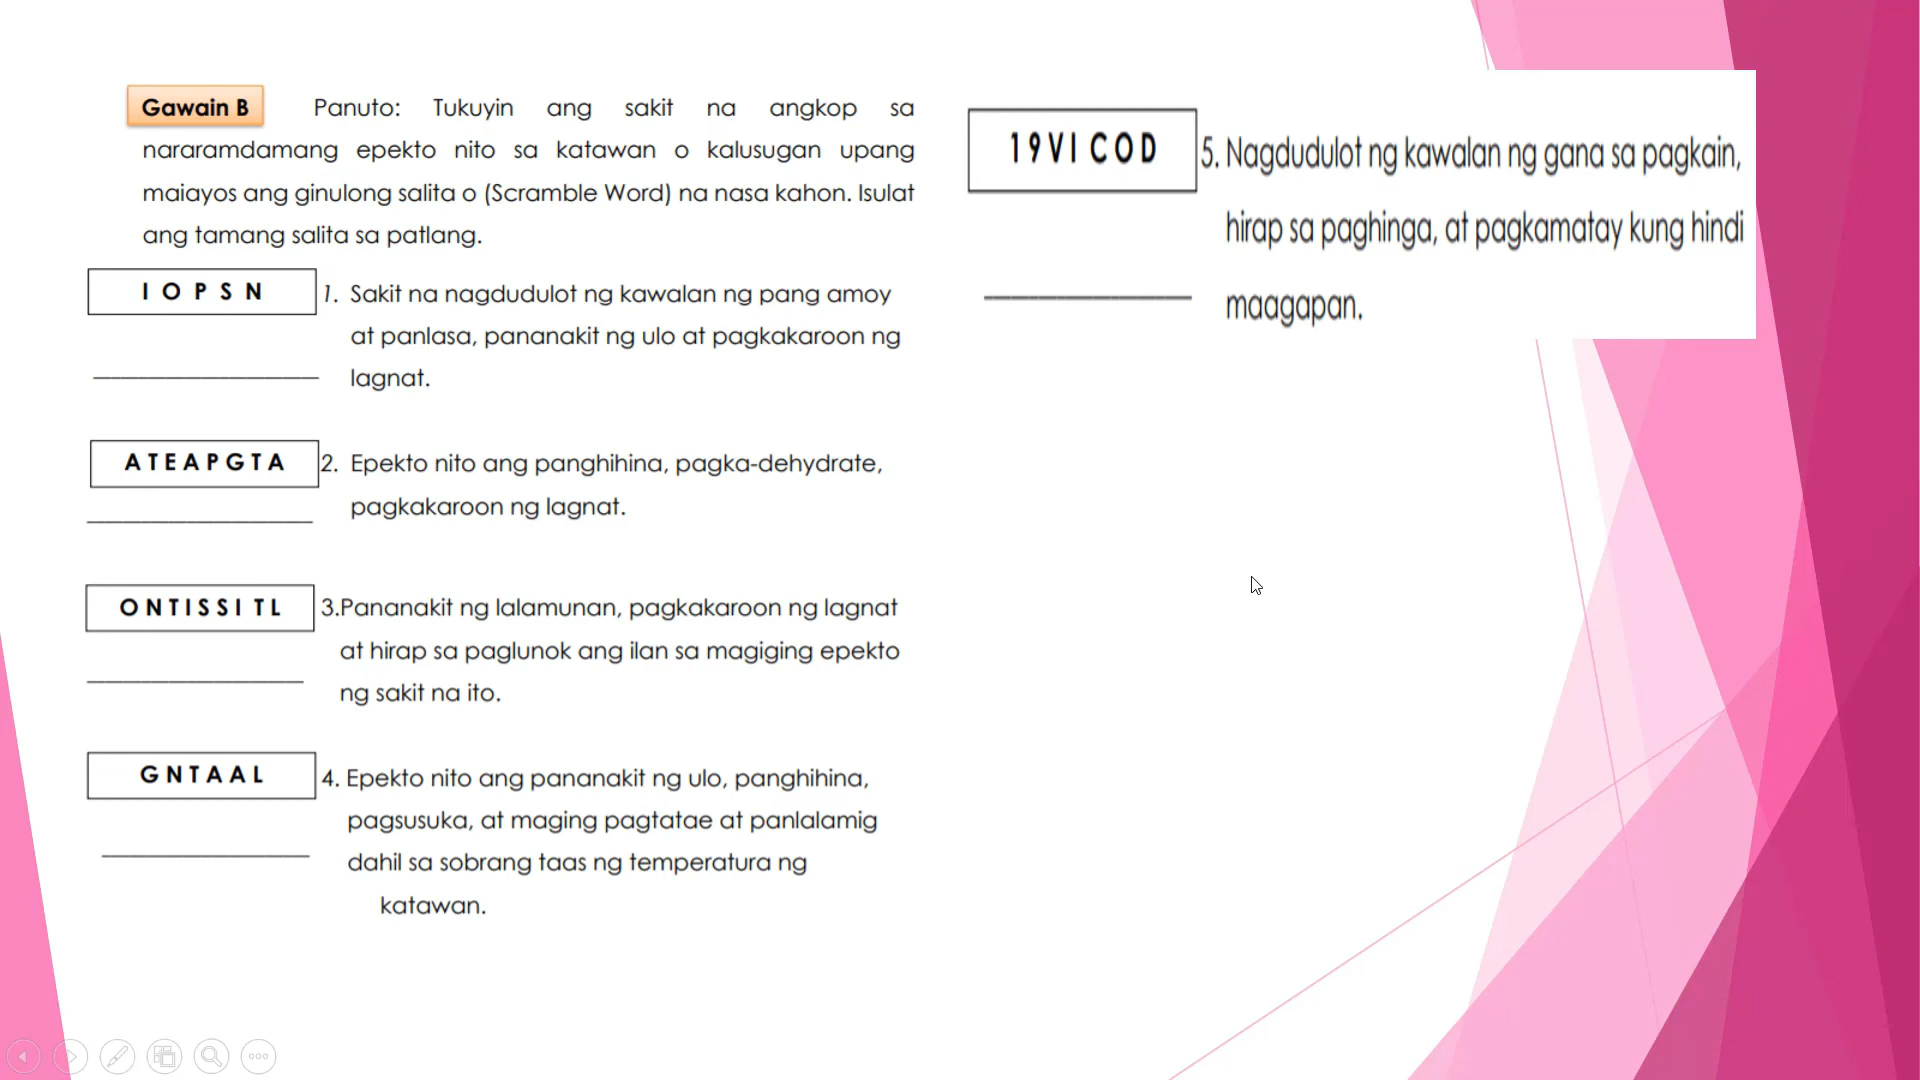 Gawain B Panuto: Tukuyin ang sakit na angkop sa
nararamdamang epekto nito sa katawan o kalusugan upang
maiayos ang ginulong salita o (Scramble Word) na nasa kahon. Isulat
ang tamang salita sa patlang.
I O P S N 1. Sakit na nagdudulot ng kawalan ng pang amoy
at panlasa, pananakit ng ulo at pagkakaroon ng
lagnat.
A T E A P G T A 2. Epekto nito ang panghihina, pagka-dehydrate,
pagkakaroon ng lagnat.
O N T I S S I T L 3.Pananakit ng lalamunan, pagkakaroon ng lagnat
at hirap sa paglunok ang ilan sa magiging epekto
ng sakit na ito.
G N T A A L 4. Epekto nito ang pananakit ng ulo, panghihina,
pagsusuka, at maging pagtatae at panlalamig
dahil sa sobrang taas ng temperatura ng
katawan.
1 9 V I C O D 5. Nagdudulot ng kawalan ng gana sa pagkain,
hirap sa paghinga, at pagkamatay kung hindi
maagapan.